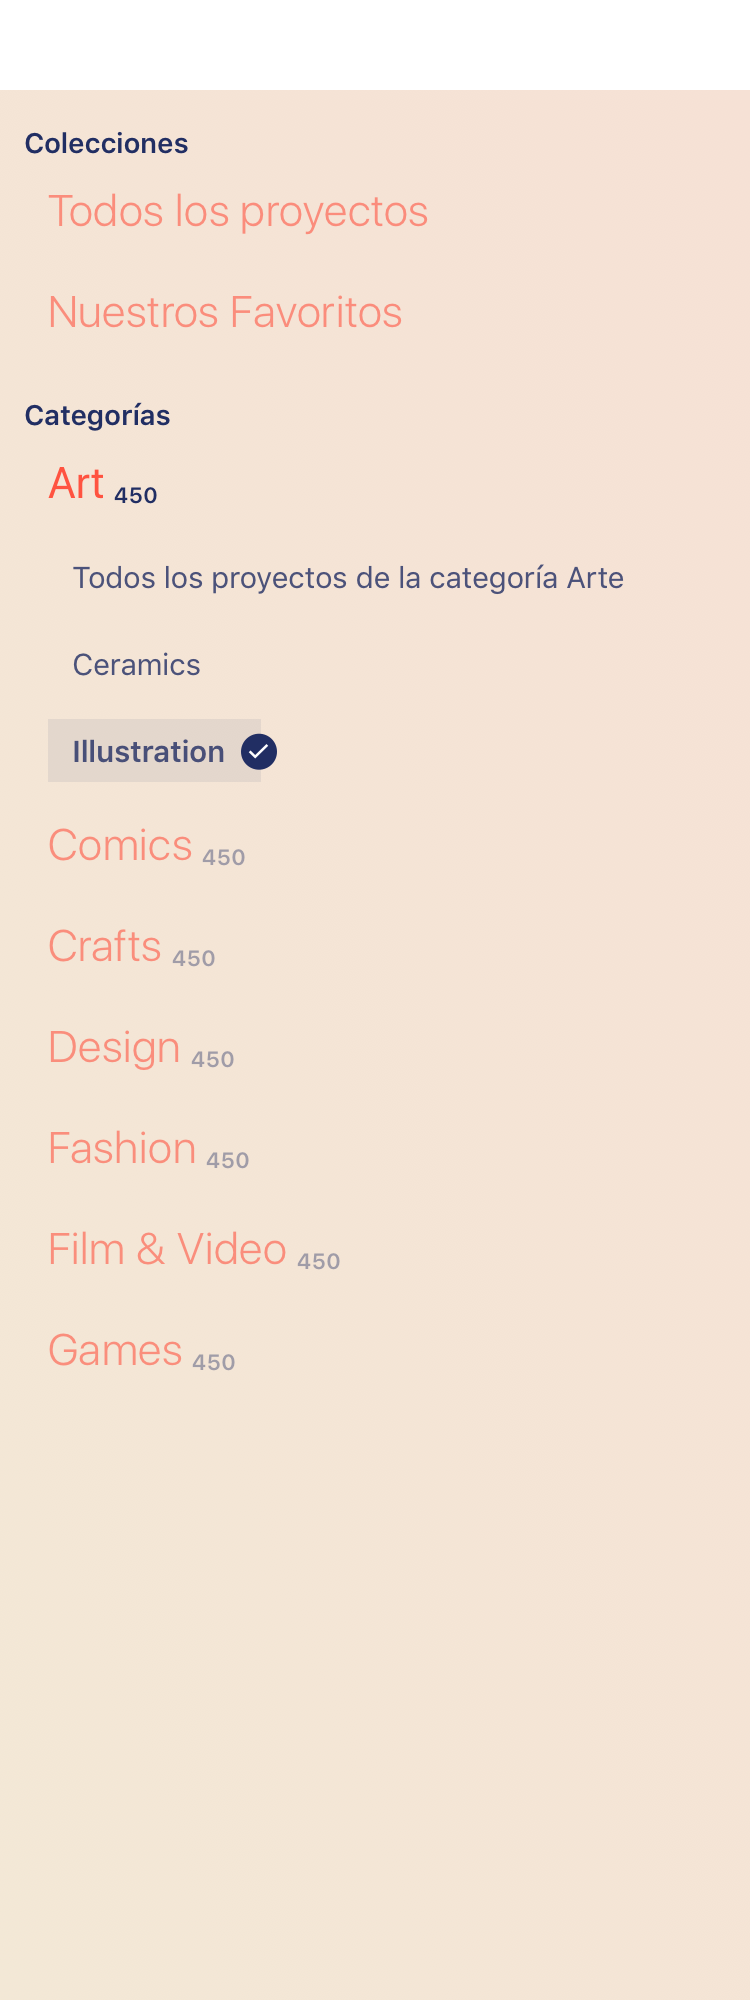 Colecciones
Todos los proyectos
Nuestros Favoritos
Categorías
Art 450
Todos los proyectos de la categoría Arte
Ceramics
Illustration
Comics 450
Crafts 450
Design 450
Fashion 450
Film & Video 450
Games 450